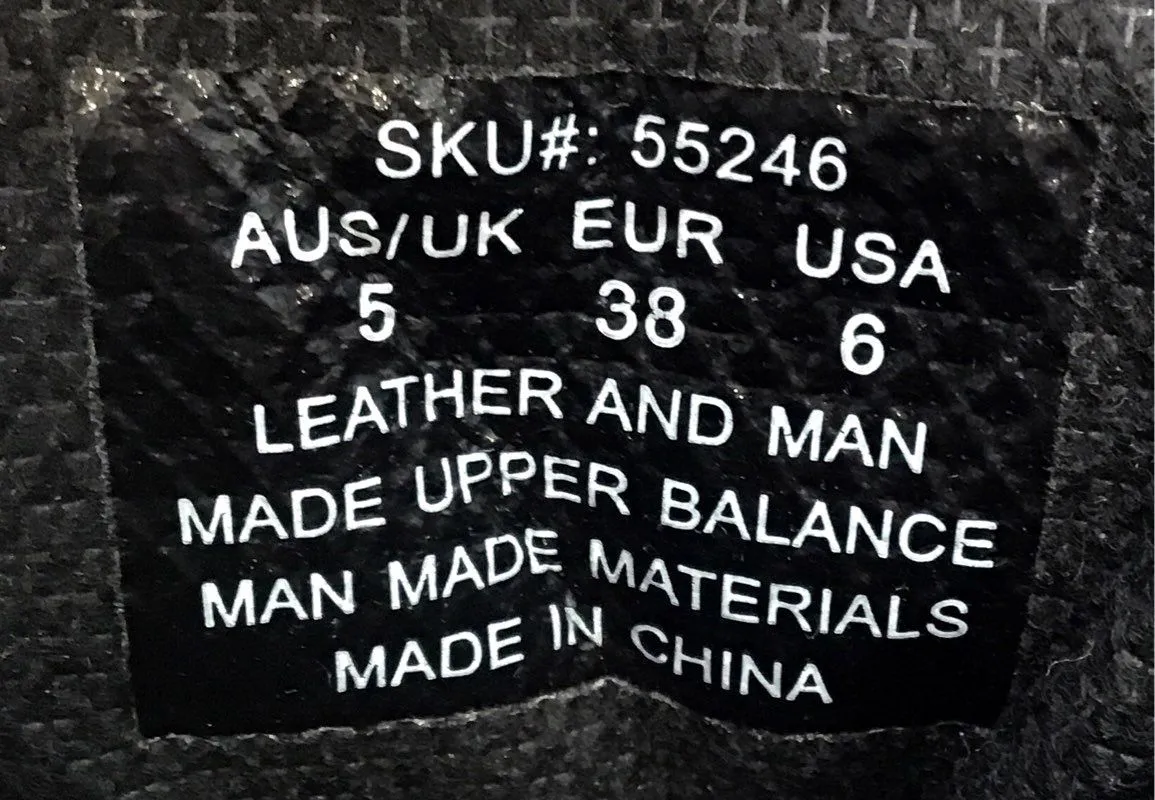 SKU#: 55246
AUS/UK EUR USA
5 38 6
LEATHER AND MAN
MADE UPPER BALANCE
MAN MADE MATERIALS
MADE IN CHINA